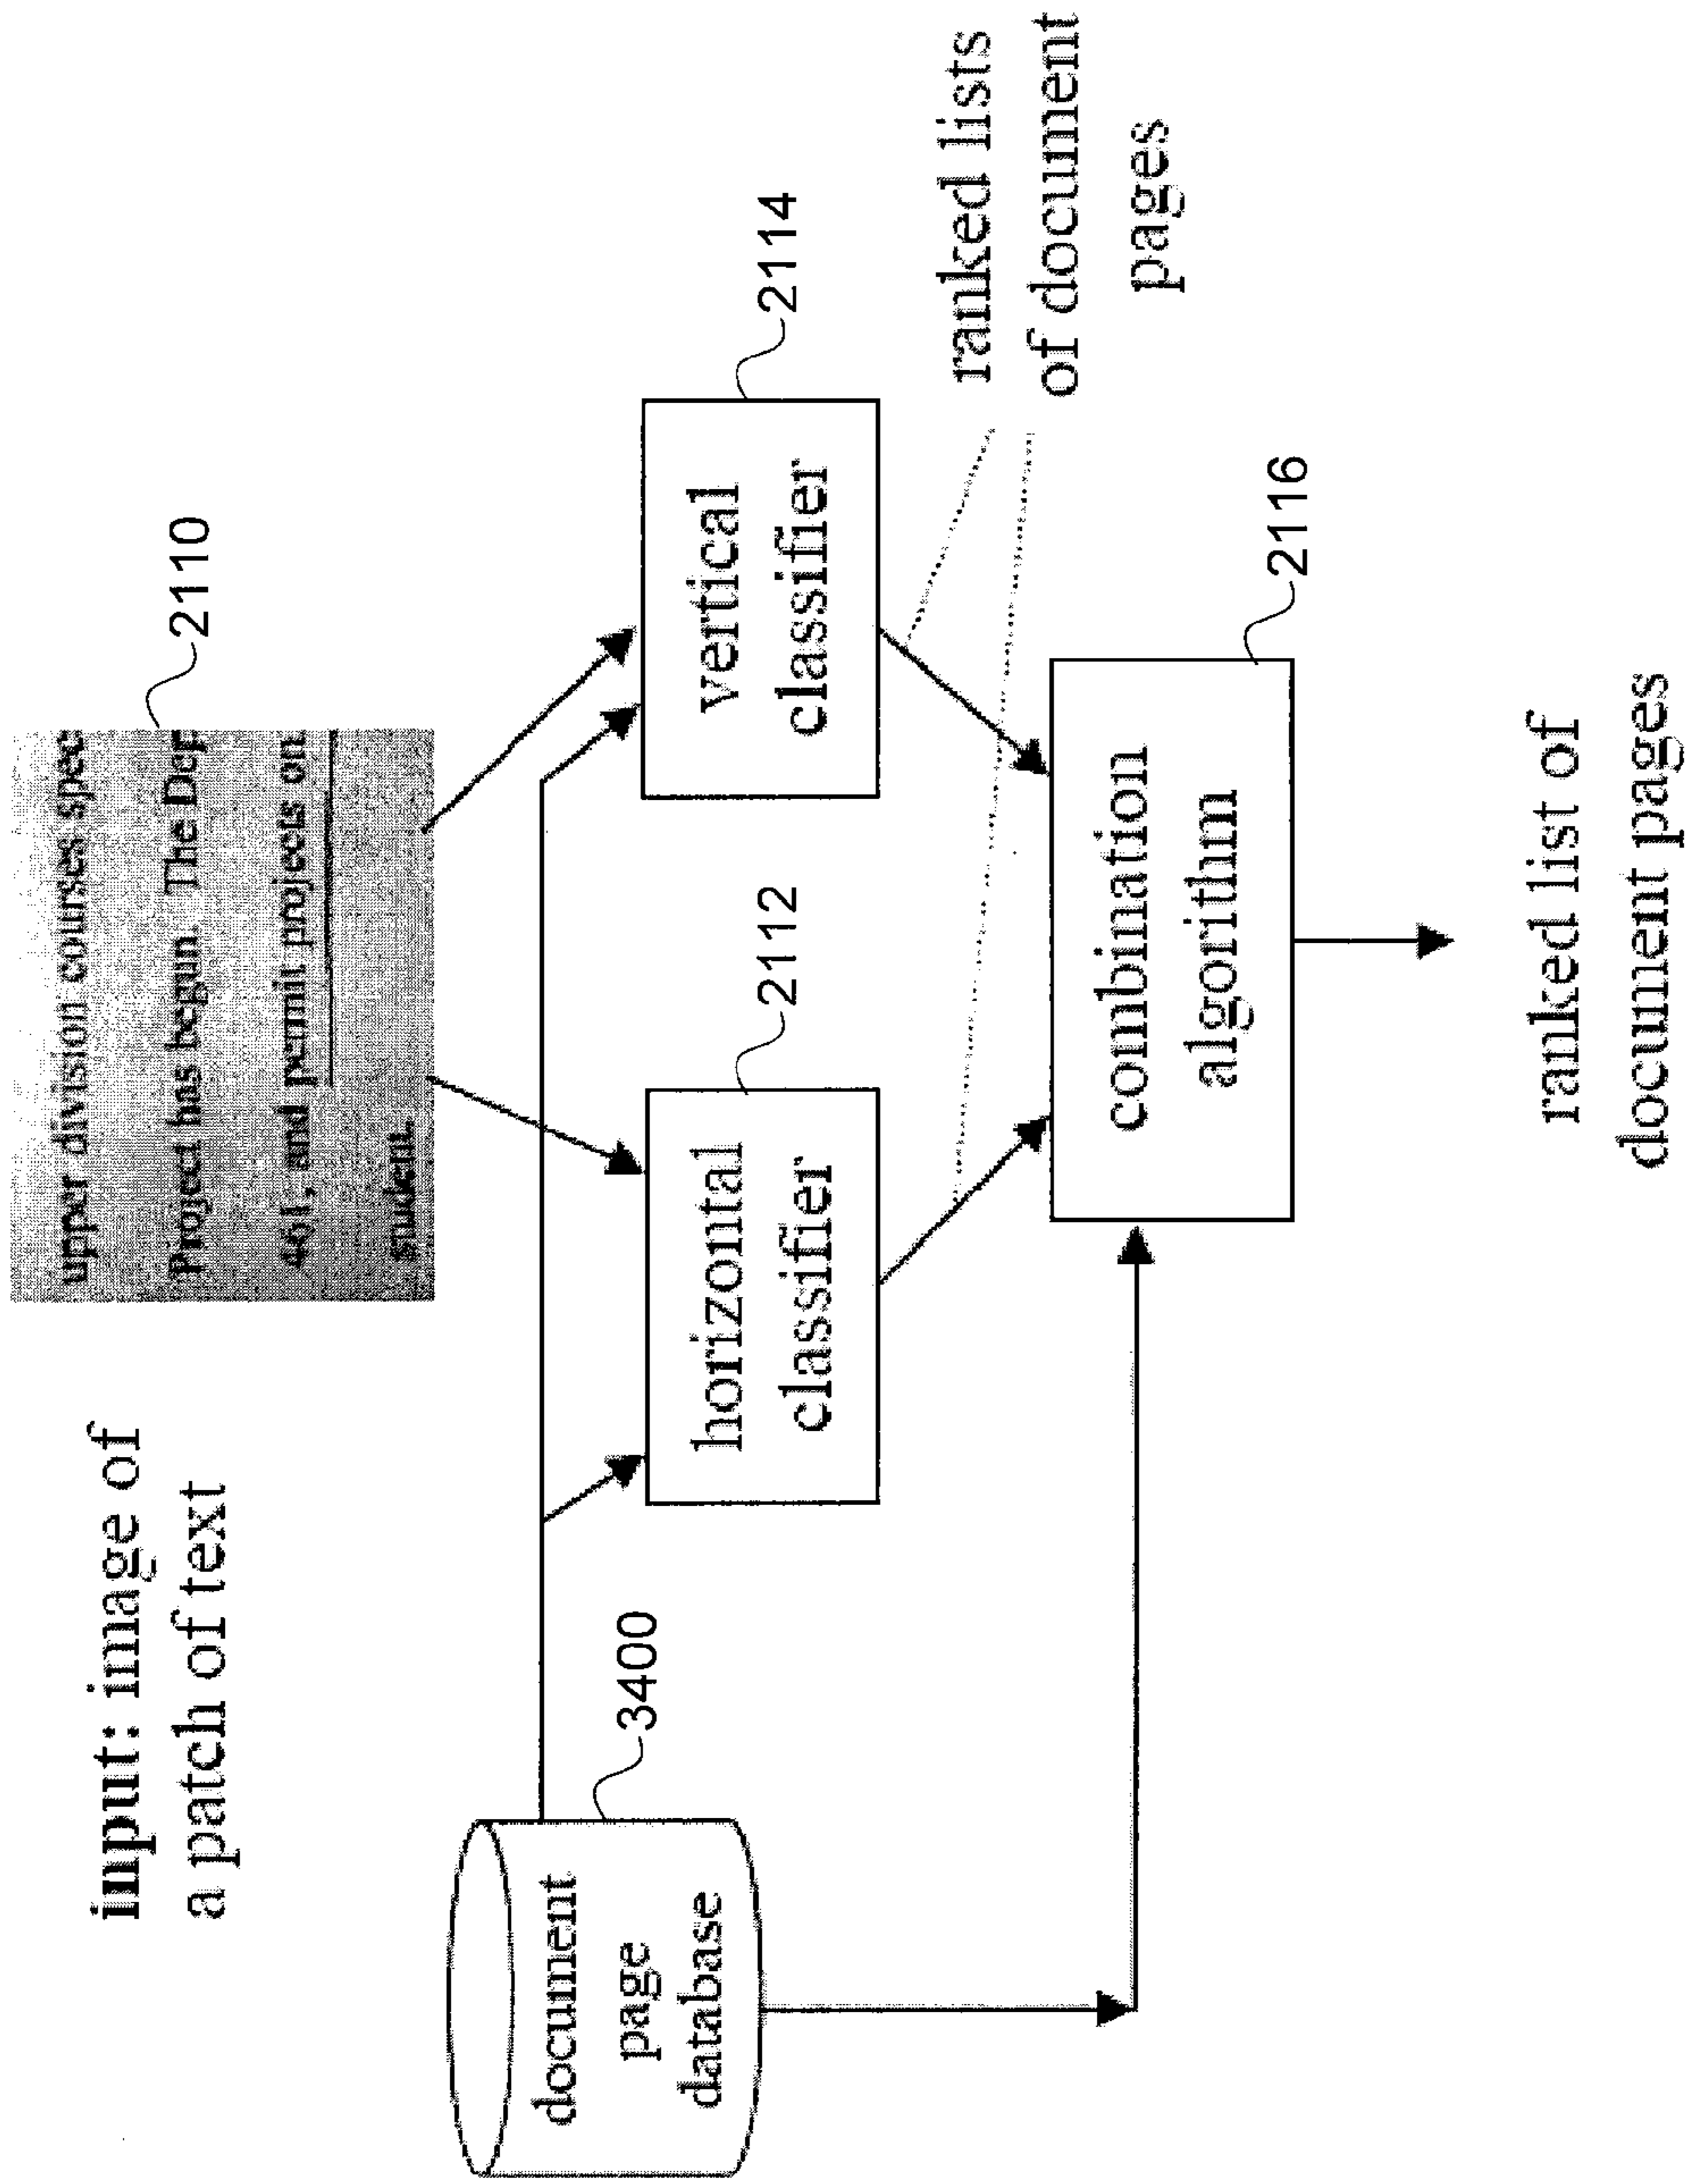 input: image of
a patch of text
upper division courses spec
Project has begun. The Dep
461, and permit projects on
student.
2110
document
page
database
3400
horizontal
classifier
2112
vertical
classifier
2114
ranked lists
of document
pages
combination
algorithm
2116
ranked list of
document pages